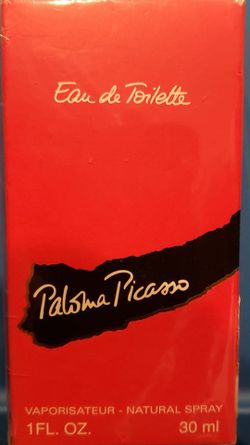 Eau de Toilette
Paloma Picasso
VAPORISATEUR - NATURAL SPRAY
1FL. OZ. 30 ml